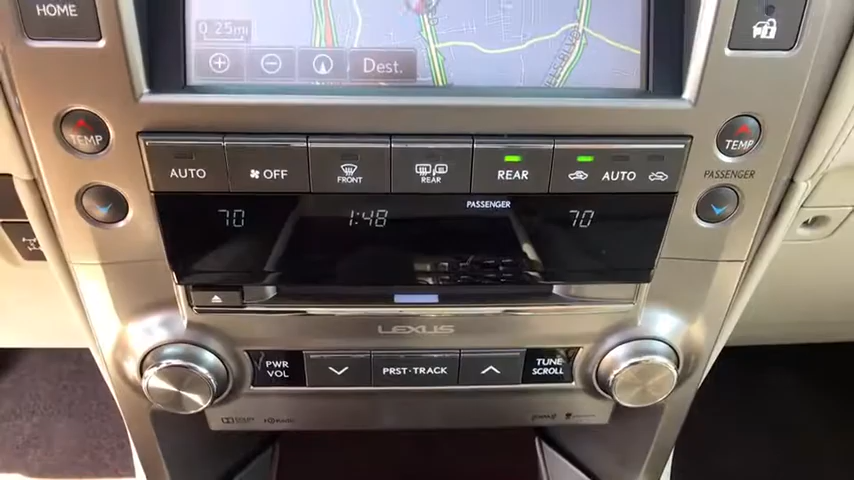 HOME
0.25mi
Dest.
BLVD
TEMP
AUTO
OFF
FRONT
REAR
REAR
AUTO
TEMP
PASSENGER
70
1:48
PASSENGER
70
LEXUS
PWR
VOL
PRST·TRACK
TUNE
SCROLL